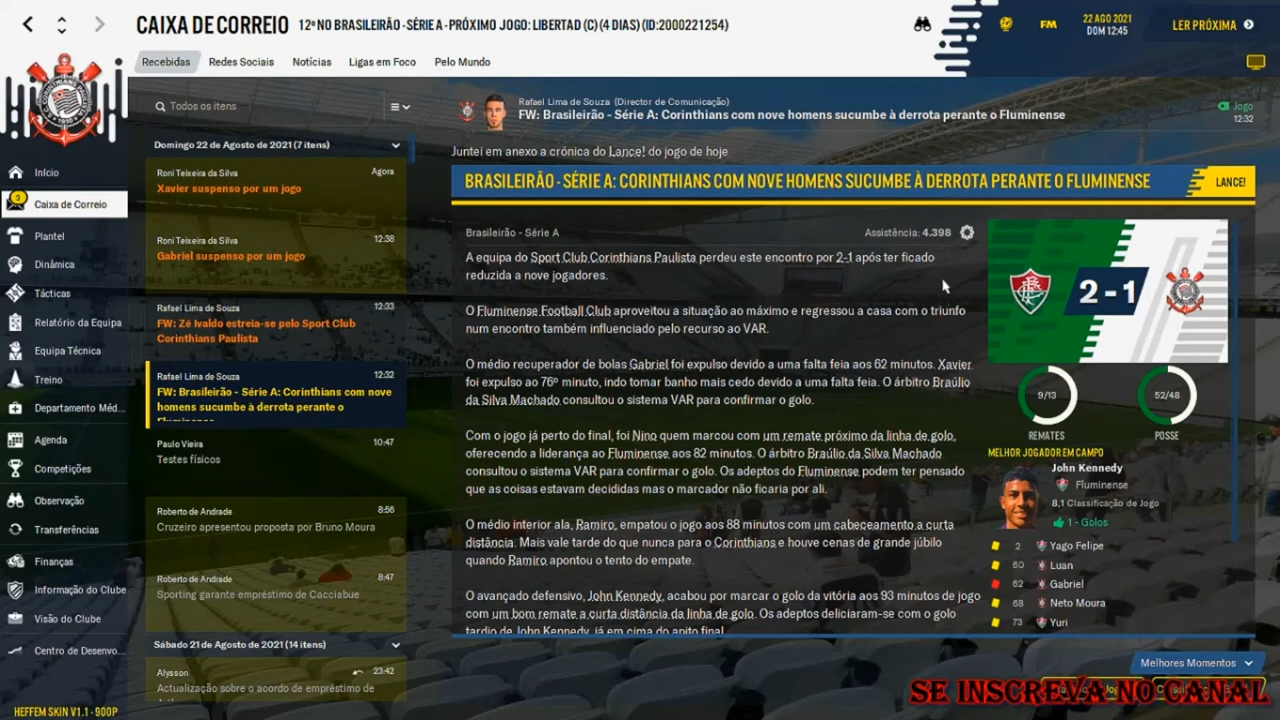 CAIXA DE CORREIO
12º NO BRASILEIRÃO - SÉRIE A - PRÓXIMO JOGO: LIBERTAD (C) (4 DIAS) (ID:2000221254)
FM
22 AGO 2021
DOM 12:45
LER PRÓXIMA
Recebidas
Redes Sociais
Notícias
Ligas em Foco
Pelo Mundo
Início
3
Caixa de Correio
Plantel
Dinâmica
Tácticas
Relatório da Equipa
Equipa Técnica
Treino
Departamento Méd...
Agenda
Competições
Observação
Transferências
Finanças
Informação do Clube
Visão do Clube
Centro de Desenvo...
HEFFEM SKIN V1.1 - 900P
Todos os itens
Domingo 22 de Agosto de 2021 (7 itens)
Roni Teixeira da Silva
Agora
Xavier suspenso por um jogo
Roni Teixeira da Silva
12:38
Gabriel suspenso por um jogo
Rafael Lima de Souza
12:33
FW: Zé Ivaldo estreia-se pelo Sport Club
Corinthians Paulista
Rafael Lima de Souza
12:32
FW: Brasileirão - Série A: Corinthians com nove
homens sucumbe à derrota perante o
Fluminense
Paulo Vieira
10:47
Testes físicos
Roberto de Andrade
8:56
Cruzeiro apresentou proposta por Bruno Moura
Roberto de Andrade
8:47
Sporting garante empréstimo de Cacciabue
Sábado 21 de Agosto de 2021 (14 itens)
Alysson
23:42
Actualização sobre o acordo de empréstimo de
Rafael Lima de Souza (Director de Comunicação)
FW: Brasileirão - Série A: Corinthians com nove homens sucumbe à derrota perante o Fluminense
Jogo
12:32
Juntei em anexo a crónica do Lance! do jogo de hoje
BRASILEIRÃO - SÉRIE A: CORINTHIANS COM NOVE HOMENS SUCUMBE À DERROTA PERANTE O FLUMINENSE
LANCE!
Brasileirão - Série A
Assistência: 4.398
A equipa do Sport Club Corinthians Paulista perdeu este encontro por 2-1 após ter ficado
reduzida a nove jogadores.
O Fluminense Football Club aproveitou a situação ao máximo e regressou a casa com o triunfo
num encontro também influenciado pelo recurso ao VAR.
O médio recuperador de bolas Gabriel foi expulso devido a uma falta feia aos 62 minutos. Xavier
foi expulso ao 76º minuto, indo tomar banho mais cedo devido a uma falta feia. O árbitro Braúlio
da Silva Machado consultou o sistema VAR para confirmar o golo.
Com o jogo já perto do final, foi Nino quem marcou com um remate próximo da linha de golo,
oferecendo a liderança ao Fluminense aos 82 minutos. O árbitro Braúlio da Silva Machado
consultou o sistema VAR para confirmar o golo. Os adeptos do Fluminense podem ter pensado
que as coisas estavam decididas mas o marcador não ficaria por ali.
O médio interior ala, Ramiro, empatou o jogo aos 88 minutos com um cabeceamento a curta
distância. Mais vale tarde do que nunca para o Corinthians e houve cenas de grande júbilo
quando Ramiro apontou o tento do empate.
O avançado defensivo, John Kennedy, acabou por marcar o golo da vitória aos 93 minutos de jogo
com um bom remate a curta distância da linha de golo. Os adeptos deliciaram-se com o golo
tardio de John Kennedy, já em cima do apito final.
2 - 1
9/13
REMATES
52/48
POSSE
MELHOR JOGADOR EM CAMPO
John Kennedy
Fluminense
8,1 Classificação de Jogo
1 - Golos
2 Yago Felipe
60 Luan
62 Gabriel
68 Neto Moura
73 Yuri
Melhores Momentos
SE INSCREVA NO CANAL